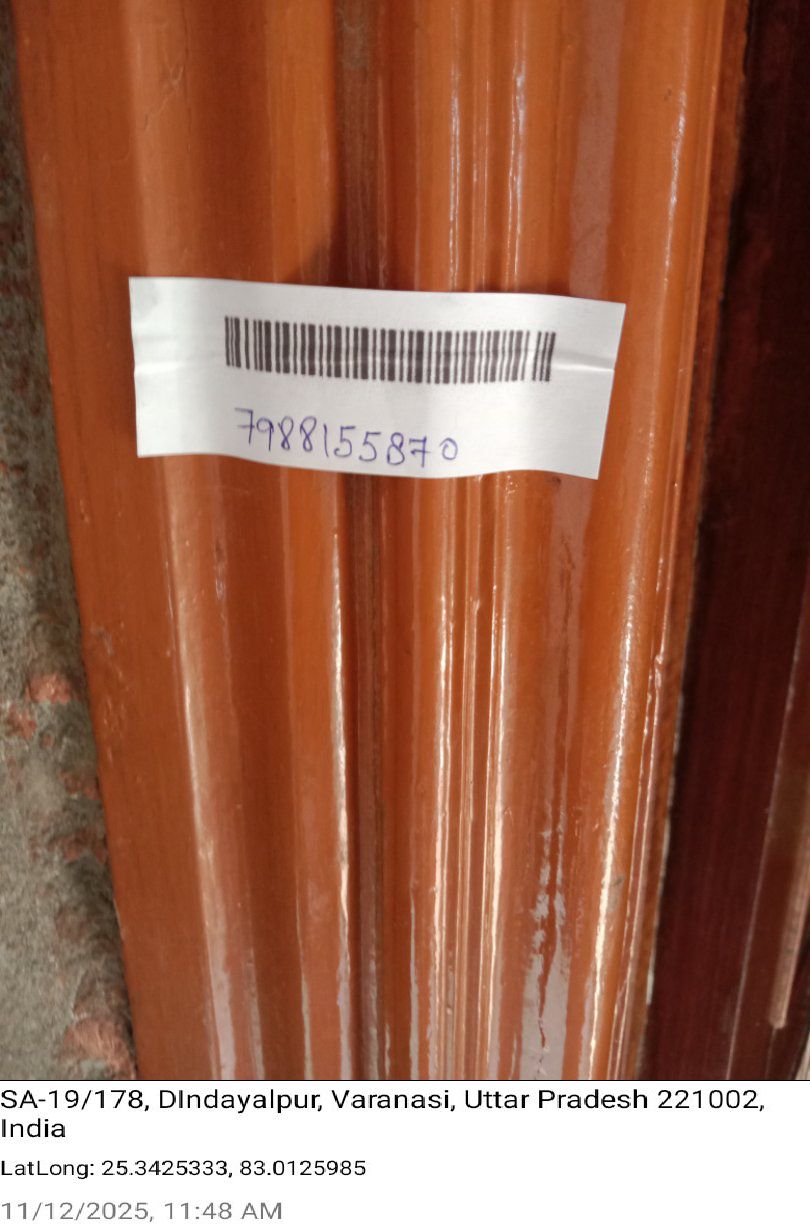 7988155870
SA-19/178, DIndayalpur, Varanasi, Uttar Pradesh 221002,
India
LatLong: 25.3425333, 83.0125985
11/12/2025, 11:48 AM